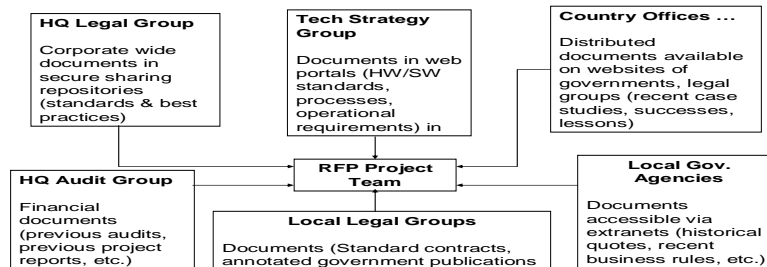 HQ Legal Group
Corporate wide
documents in
secure sharing
repositories
(standards & best
practices)
Tech Strategy
Group
Documents in web
portals (HW/SW
standards,
processes,
operational
requirements) in
Country Offices ...
Distributed
documents available
on websites of
governments, legal
groups (recent case
studies, successes,
lessons)
RFP Project
Team
HQ Audit Group
Financial
documents
(previous audits,
previous project
reports, etc.)
Local Legal Groups
Documents (Standard contracts,
annotated government publications
Local Gov.
Agencies
Documents
accessible via
extranets (historical
quotes, recent
business rules, etc.)